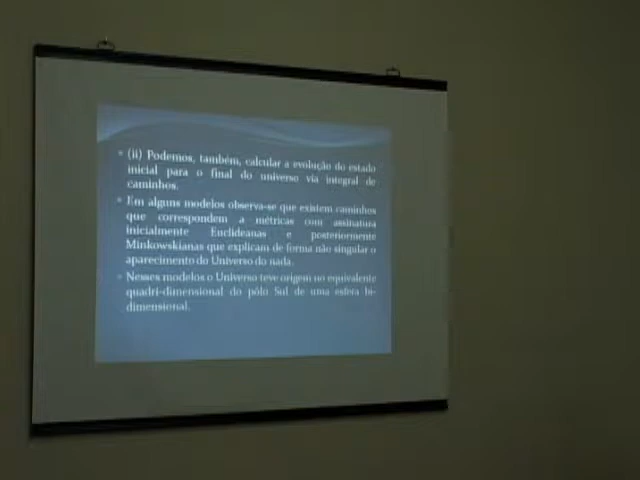 (ii) Podemos, também, calcular a evolução do estado
inicial para o final do universo via integral de
caminhos.
Em alguns modelos observa-se que existem caminhos
que correspondem a métricas com assinatura
inicialmente Euclideanas e posteriormente
Minkowskianas que explicam de forma não singular o
aparecimento do Universo do nada.
Nesses modelos o Universo teve origem no equivalente
quadri-dimensional do pólo Sul de uma esfera bi-
dimensional.